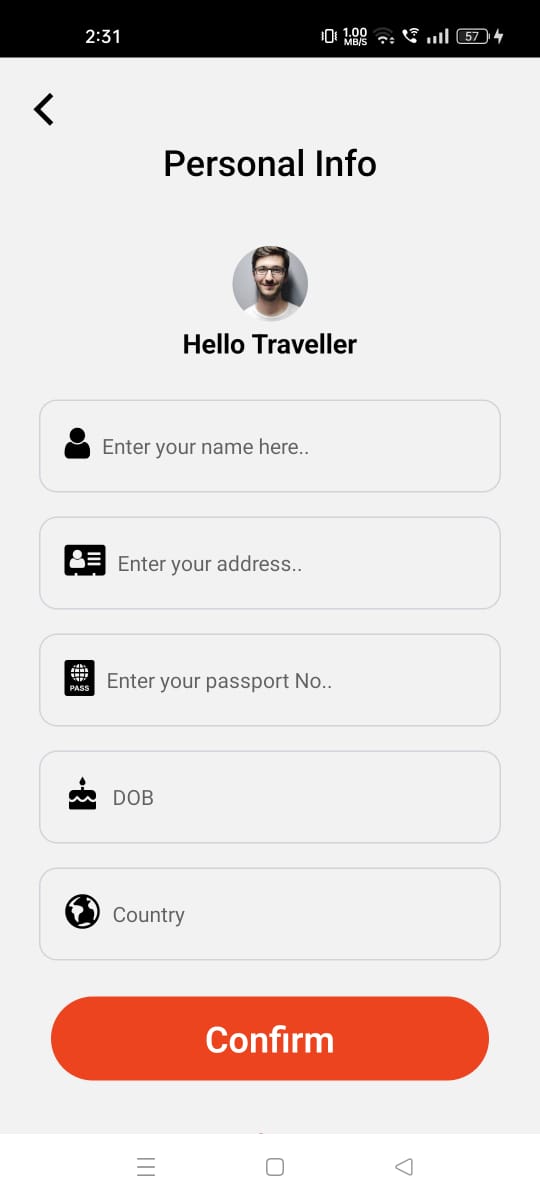 2:31
1.00
MB/S
57
Personal Info
Hello Traveller
Enter your name here..
Enter your address..
PASS
Enter your passport No..
DOB
Country
Confirm